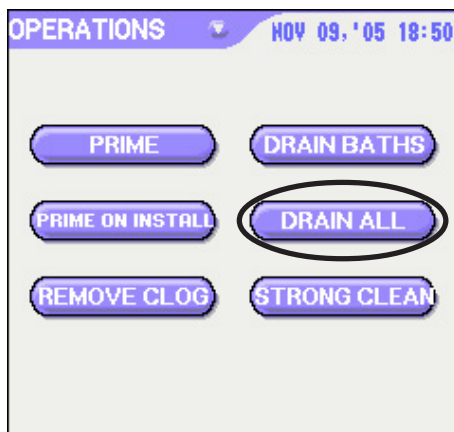 OPERATIONS NOV 09,'05 18:50
PRIME DRAIN BATHS
PRIME ON INSTALL DRAIN ALL
REMOVE CLOG STRONG CLEAN